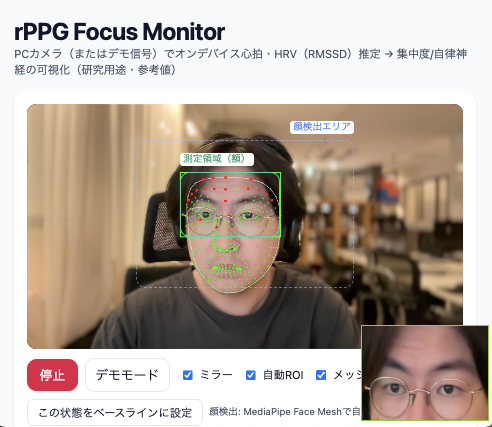 rPPG Focus Monitor
PCカメラ（またはデモ信号）でオンデバイス心拍・HRV（RMSSD）推定 → 集中度/自律神
経の可視化（研究用途・参考値）
顔検出エリア
測定領域（額）
停止
デモモード
ミラー
自動ROI
メッシ
この状態をベースラインに設定
顔検出: MediaPipe Face Meshで自